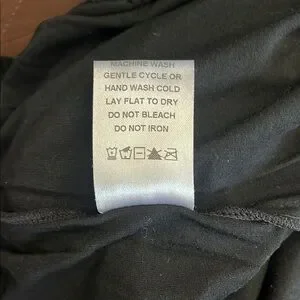 MACHINE WASH
GENTLE CYCLE OR
HAND WASH COLD
LAY FLAT TO DRY
DO NOT BLEACH
DO NOT IRON